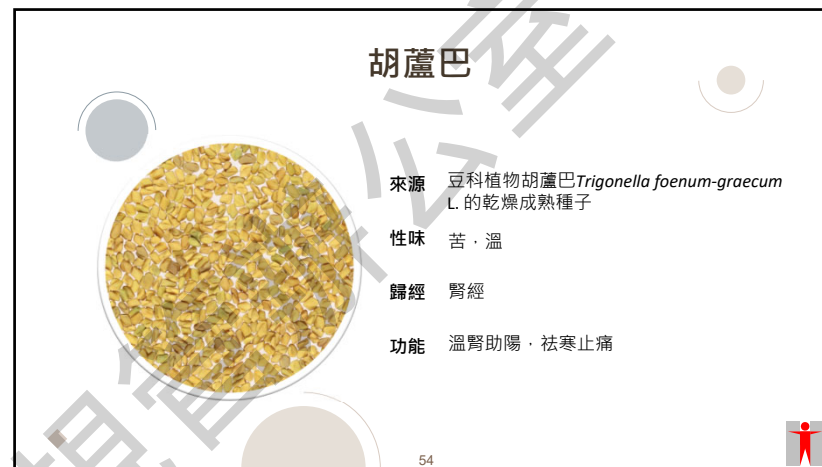 胡蘆巴
來源 豆科植物胡蘆巴Trigonella foenum-graecum
L. 的乾燥成熟種子
性味 苦，溫
歸經 腎經
功能 溫腎助陽，祛寒止痛
54